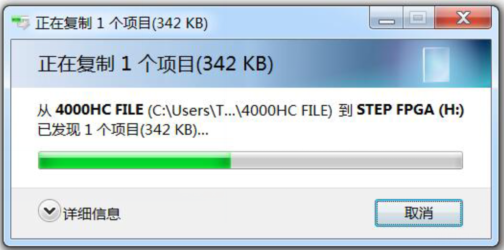 正在复制 1 个项目(342 KB)
正在复制 1 个项目(342 KB)
从 4000HC FILE (C:\Users\T...\4000HC FILE) 到 STEP FPGA (H:)
已发现 1 个项目(342 KB)...
详细信息
取消